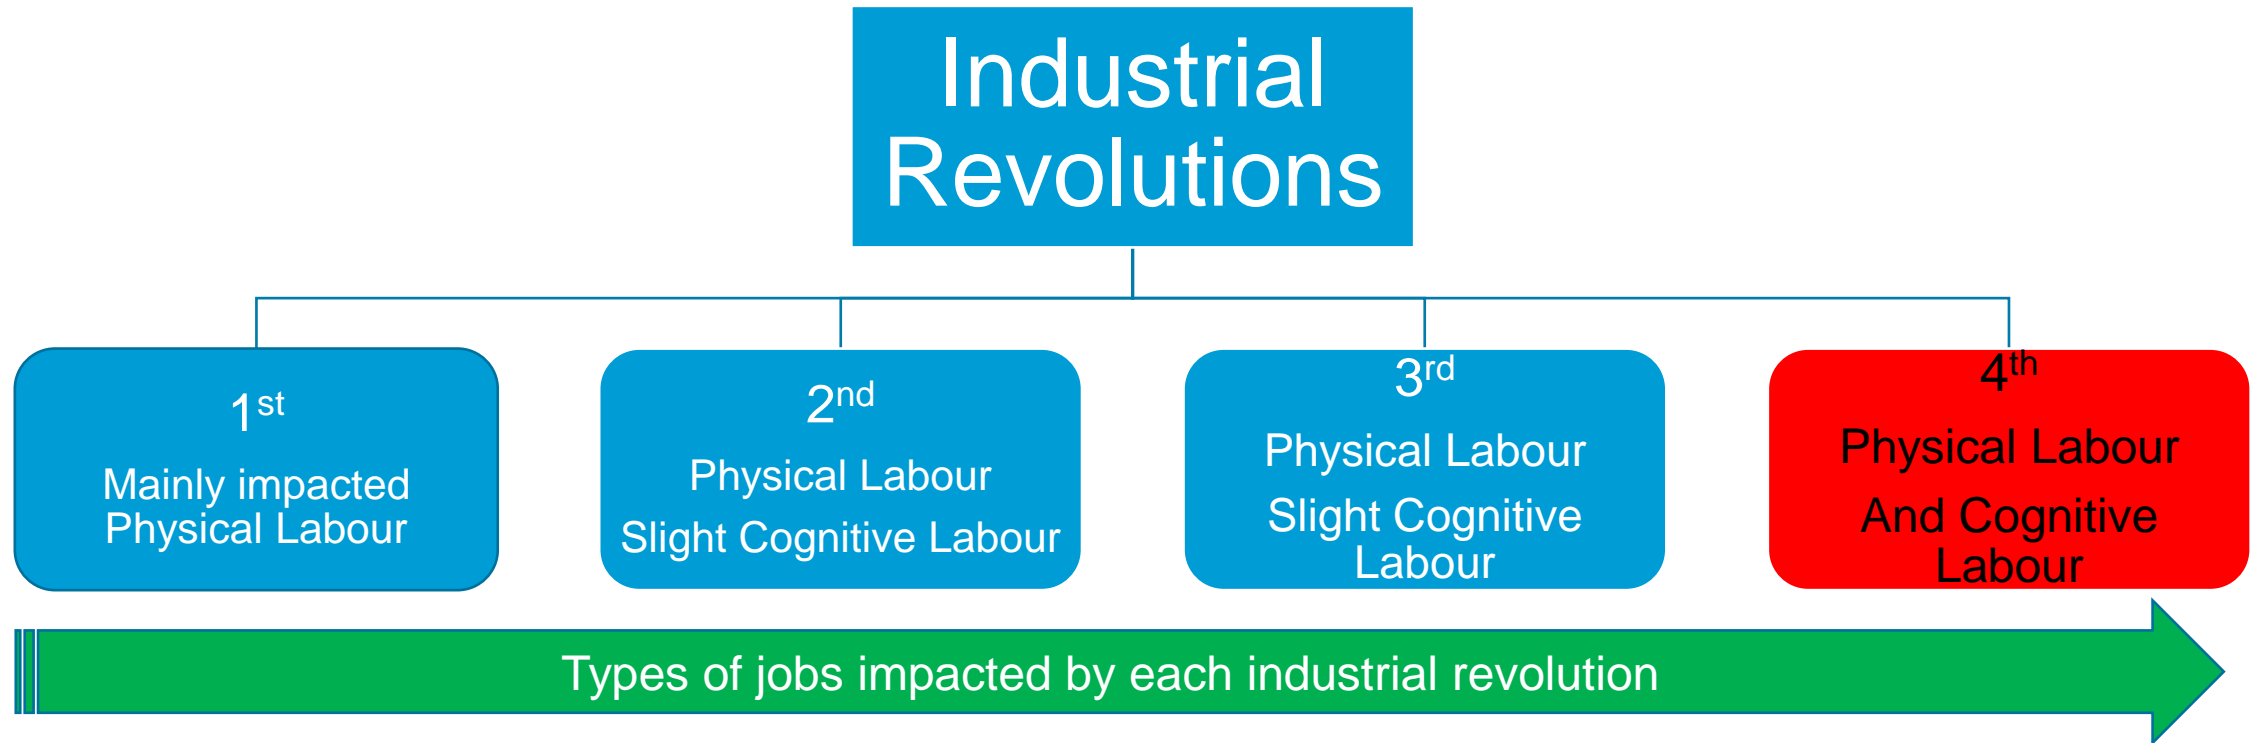 Industrial
Revolutions
1st
Mainly impacted
Physical Labour
2nd
Physical Labour
Slight Cognitive Labour
3rd
Physical Labour
Slight Cognitive
Labour
4th
Physical Labour
And Cognitive
Labour
Types of jobs impacted by each industrial revolution